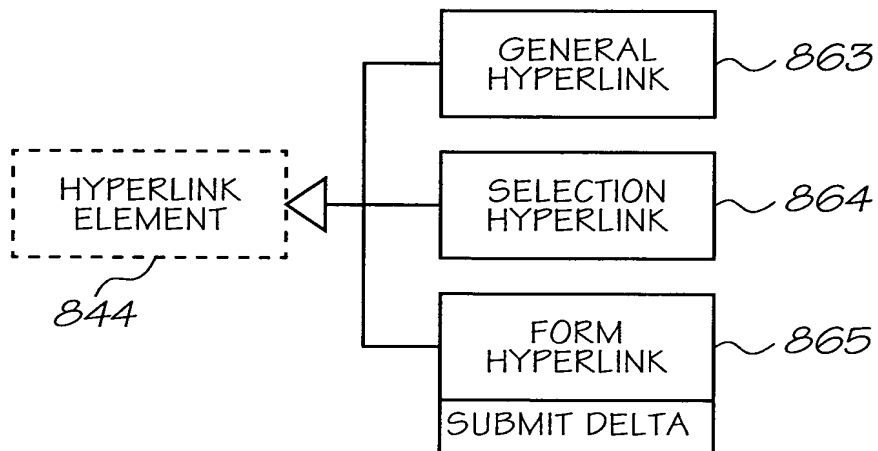 GENERAL
HYPERLINK
863
HYPERLINK
ELEMENT
844
SELECTION
HYPERLINK
864
FORM
HYPERLINK
865
SUBMIT DELTA